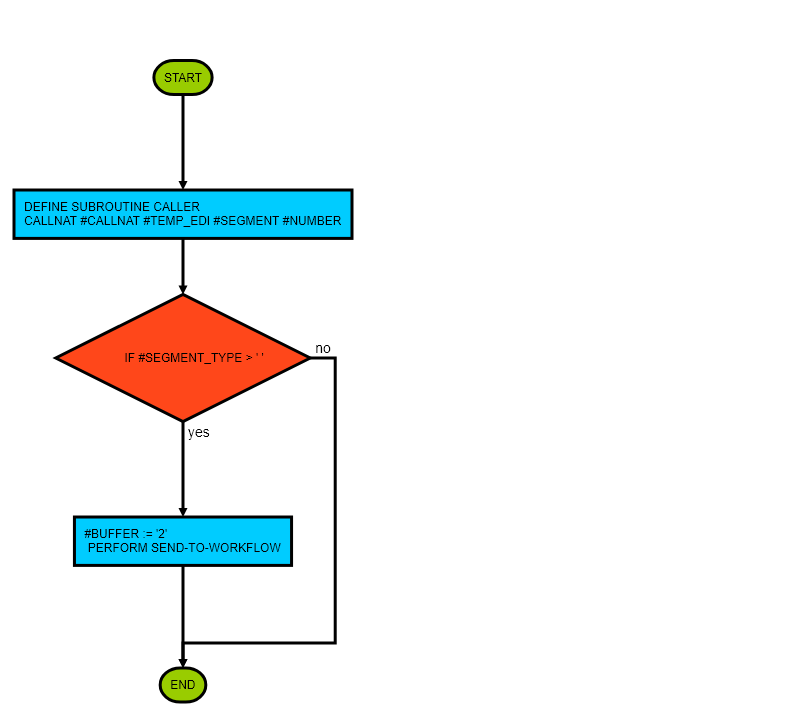 START
DEFINE SUBROUTINE CALLER
CALLNAT #CALLNAT #TEMP_EDI #SEGMENT #NUMBER
IF #SEGMENT_TYPE > ' '
no
yes
#BUFFER := '2'
PERFORM SEND-TO-WORKFLOW
END